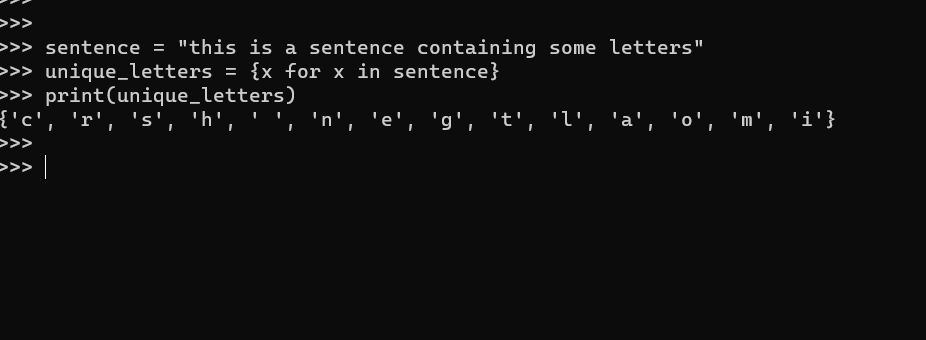 >>>
>>>
>>> sentence = "this is a sentence containing some letters"
>>> unique_letters = {x for x in sentence}
>>> print(unique_letters)
{'c', 'r', 's', 'h', ' ', 'n', 'e', 'g', 't', 'l', 'a', 'o', 'm', 'i'}
>>>
>>>